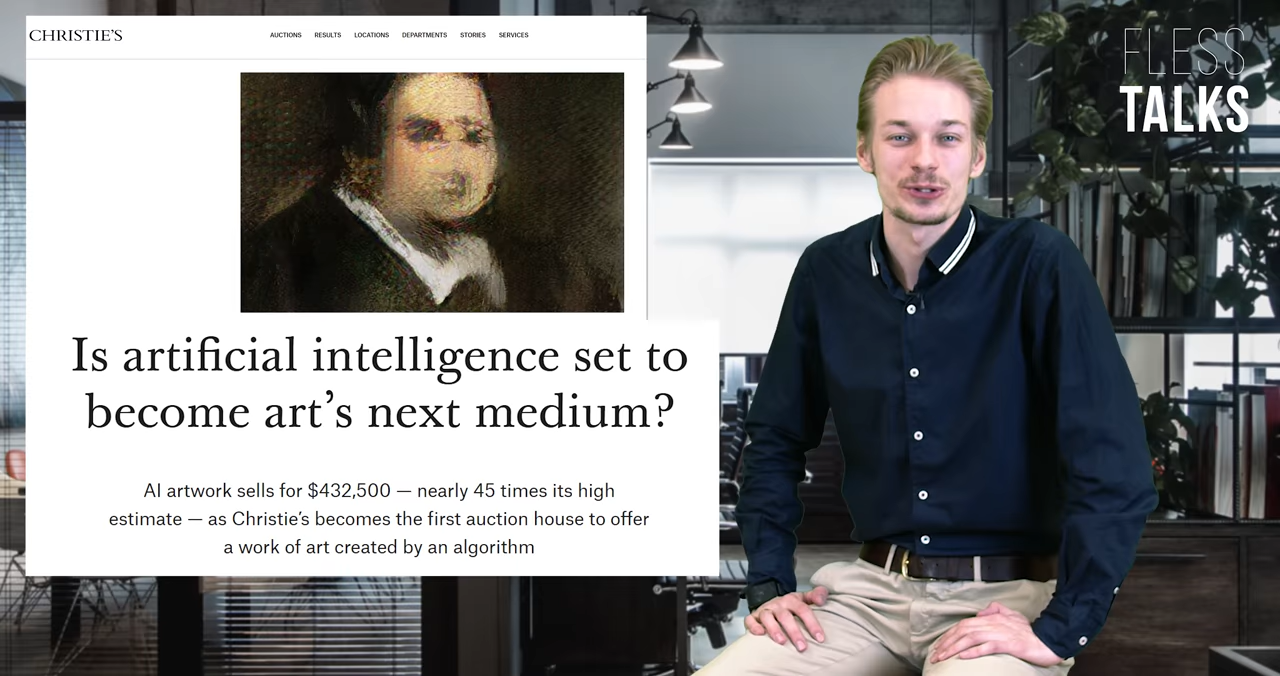 CHRISTIE'S
AUCTIONS RESULTS LOCATIONS DEPARTMENTS STORIES SERVICES
FLESS
TALKS
Is artificial intelligence set to
become art’s next medium?
AI artwork sells for $432,500 — nearly 45 times its high
estimate — as Christie’s becomes the first auction house to offer
a work of art created by an algorithm